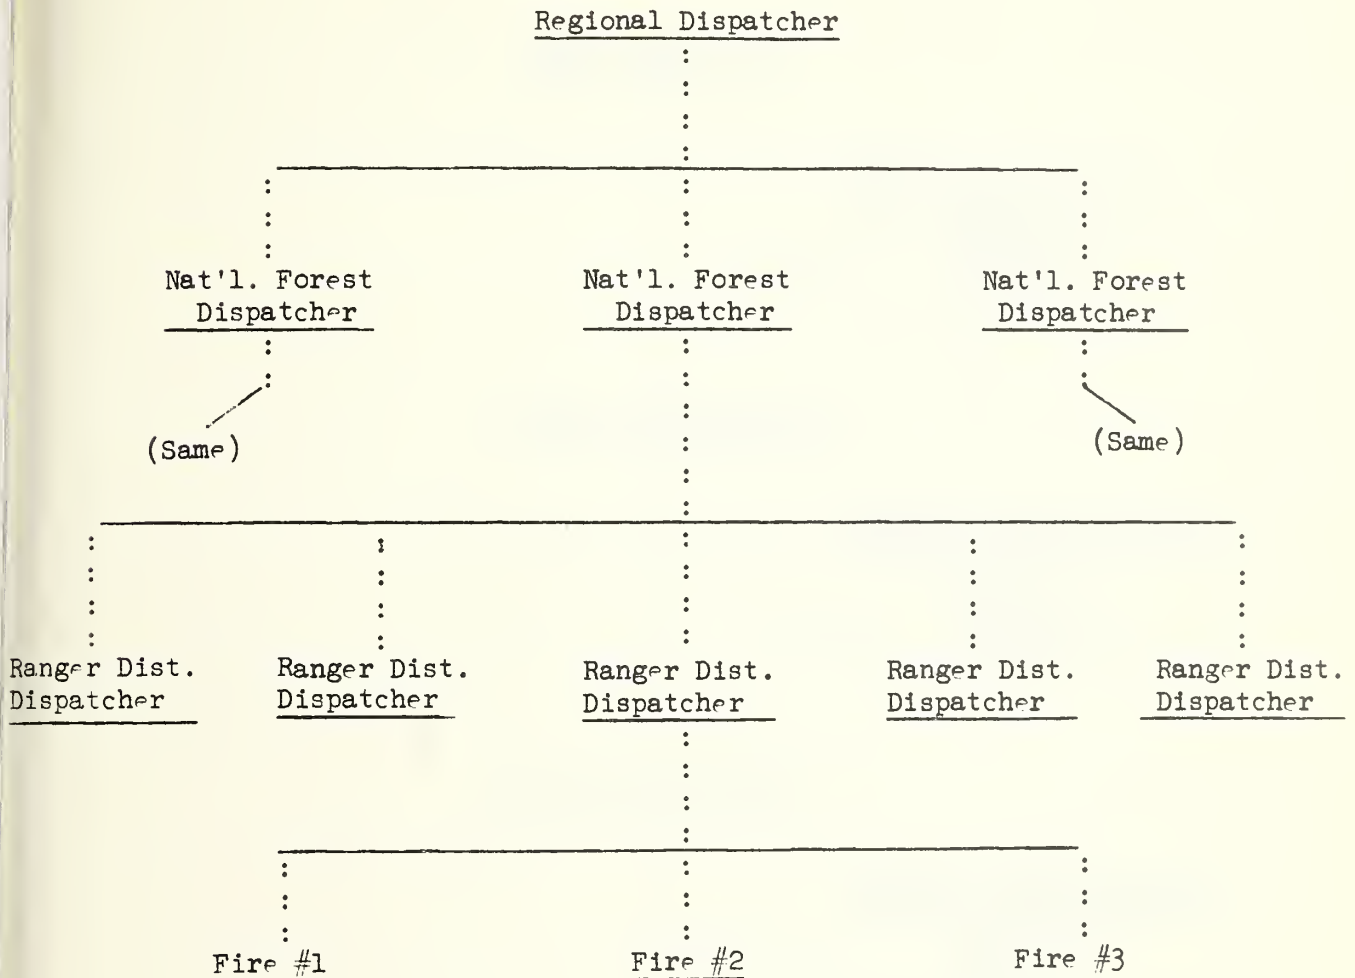 Regional Dispatcher
Nat'l. Forest Nat'l. Forest Nat'l. Forest
Dispatcher Dispatcher Dispatcher
(Same) (Same)
Ranger Dist. Ranger Dist. Ranger Dist. Ranger Dist. Ranger Dist.
Dispatcher Dispatcher Dispatcher Dispatcher Dispatcher
Fire #1 Fire #2 Fire #3